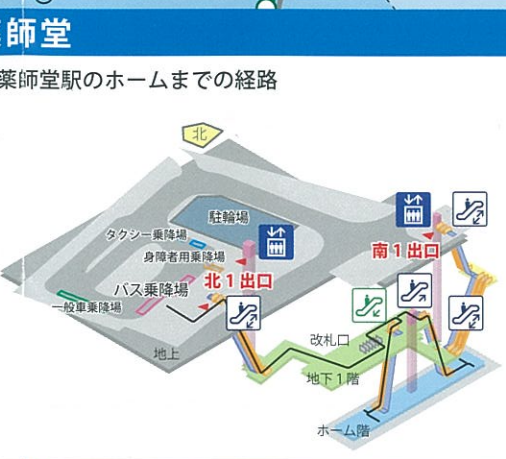 師堂
薬師堂駅のホームまでの経路
北
駐輪場
タクシー乗降場
身障者用乗降場
南1出口
北1出口
バス乗降場
一般車乗降場
改札口
地上
地下1階
ホーム階